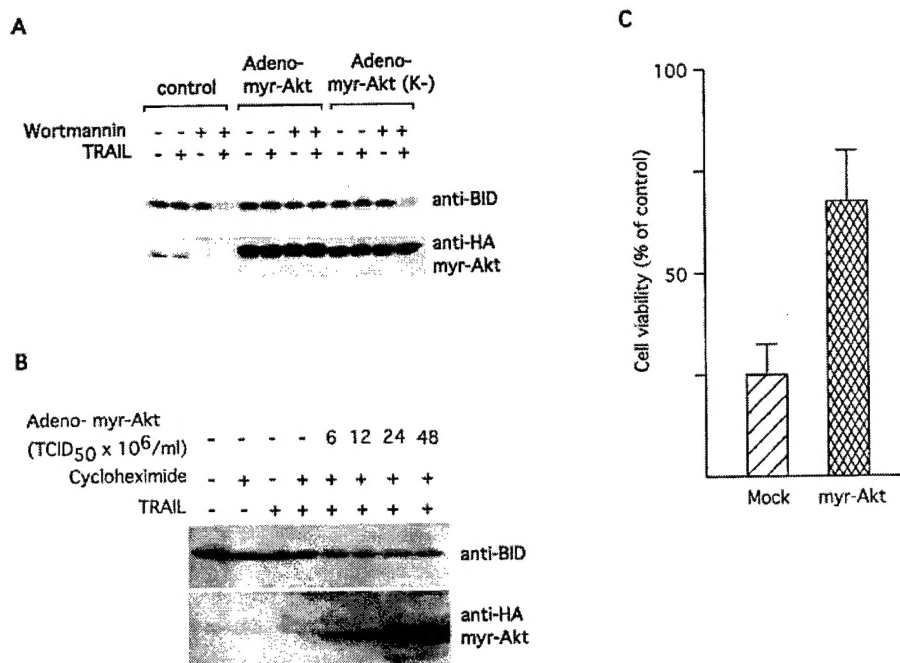 A
Adeno-
myr-Akt
Adeno-
myr-Akt (K-)
control
Wortmannin - - + + - - + + - - + +
TRAIL - + - + - + - + - + - +
anti-BID
anti-HA
myr-Akt
B
Adeno- myr-Akt
(TCID50 x 10^6/ml) - - - - 6 12 24 48
Cycloheximide - + - + + + + +
TRAIL - - + + + + + +
anti-BID
anti-HA
myr-Akt
C
Cell viability (% of control)
100
50
Mock myr-Akt